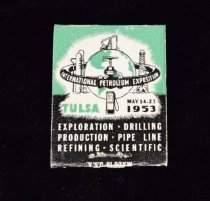 INTERNATIONAL PETROLEUM EXPOSITION
TULSA
MAY 14-23
1953
EXPLORATION • DRILLING
PRODUCTION • PIPE LINE
REFINING • SCIENTIFIC